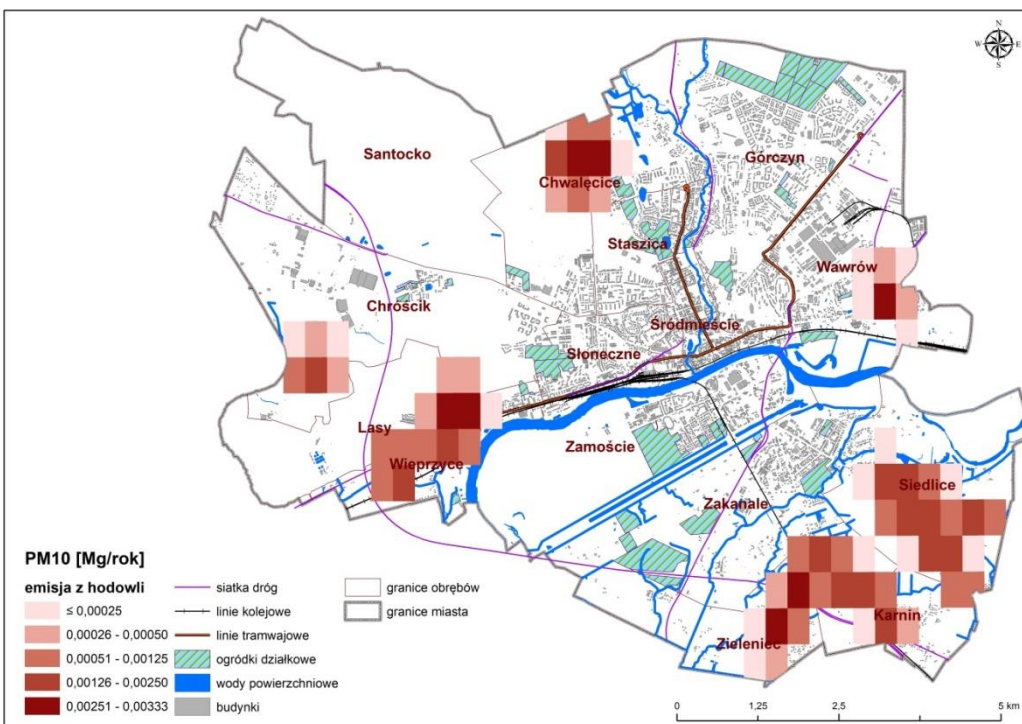 N
W E
S
Santocko
Górczyn
Chwalęcice
Staszica
Wawrów
Chróścik
Śródmieście
Słoneczne
Lasy
Zamoście
Wieprzyce
Siedlice
Zakanale
Karnin
Zieleniec
PM10 [Mg/rok]
emisja z hodowli
≤ 0,00025
0,00026 - 0,00050
0,00051 - 0,00125
0,00126 - 0,00250
0,00251 - 0,00333
siatka dróg
linie kolejowe
linie tramwajowe
ogródki działkowe
wody powierzchniowe
budynki
granice obrębów
granice miasta
0 1,25 2,5 5 km